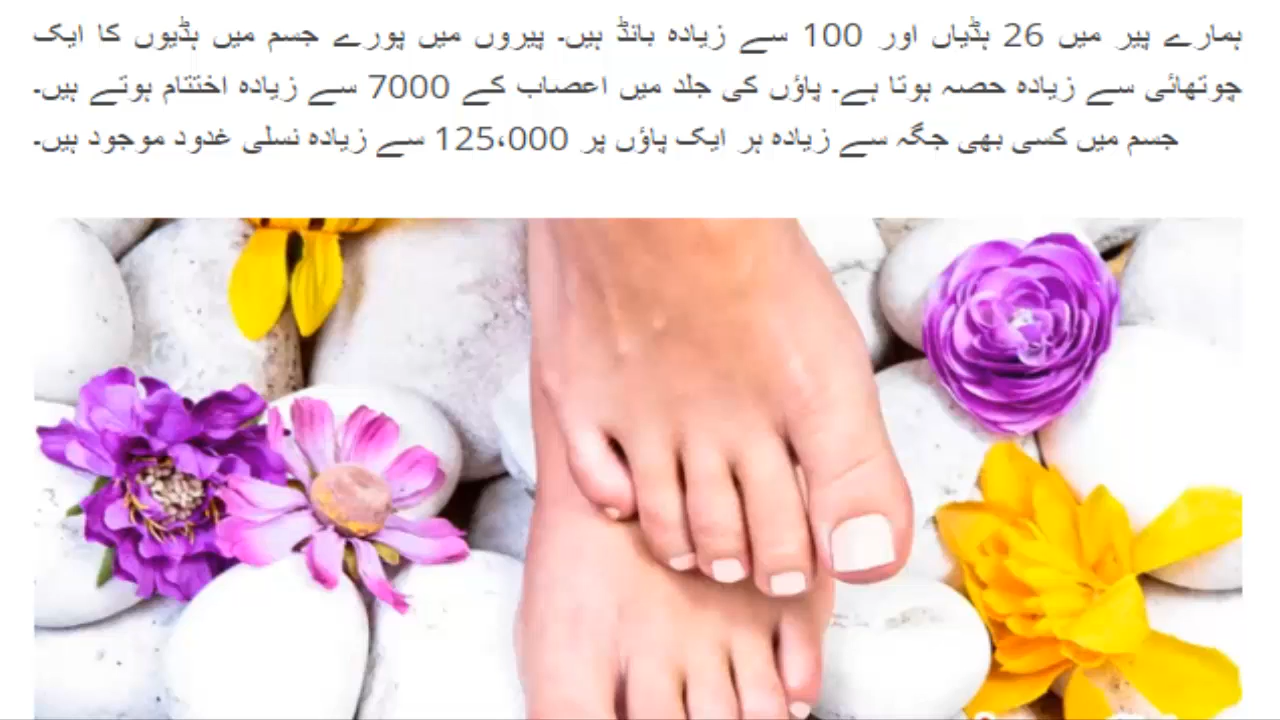 ہمارے پیر میں 26 ہڈیاں اور 100 سے زیادہ بانڈ ہیں۔ پیروں میں پورے جسم میں ہڈیوں کا ایک
چوتھائی سے زیادہ حصہ ہوتا ہے۔ پاؤں کی جلد میں اعصاب کے 7000 سے زیادہ اختتام ہوتے ہیں۔
جسم میں کسی بھی جگہ سے زیادہ ہر ایک پاؤں پر 125،000 سے زیادہ نسلی غدود موجود ہیں۔